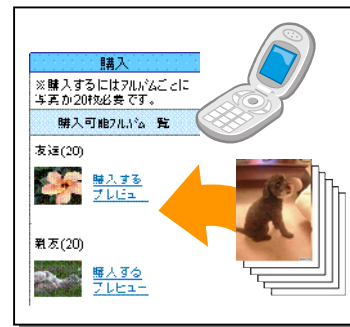 購入
※購入するにはアルバムごとに
写真が20枚必要です。
購入可能アルバム一覧
友達(20)
購入する
プレビュー
親友(20)
購入する
プレビュー